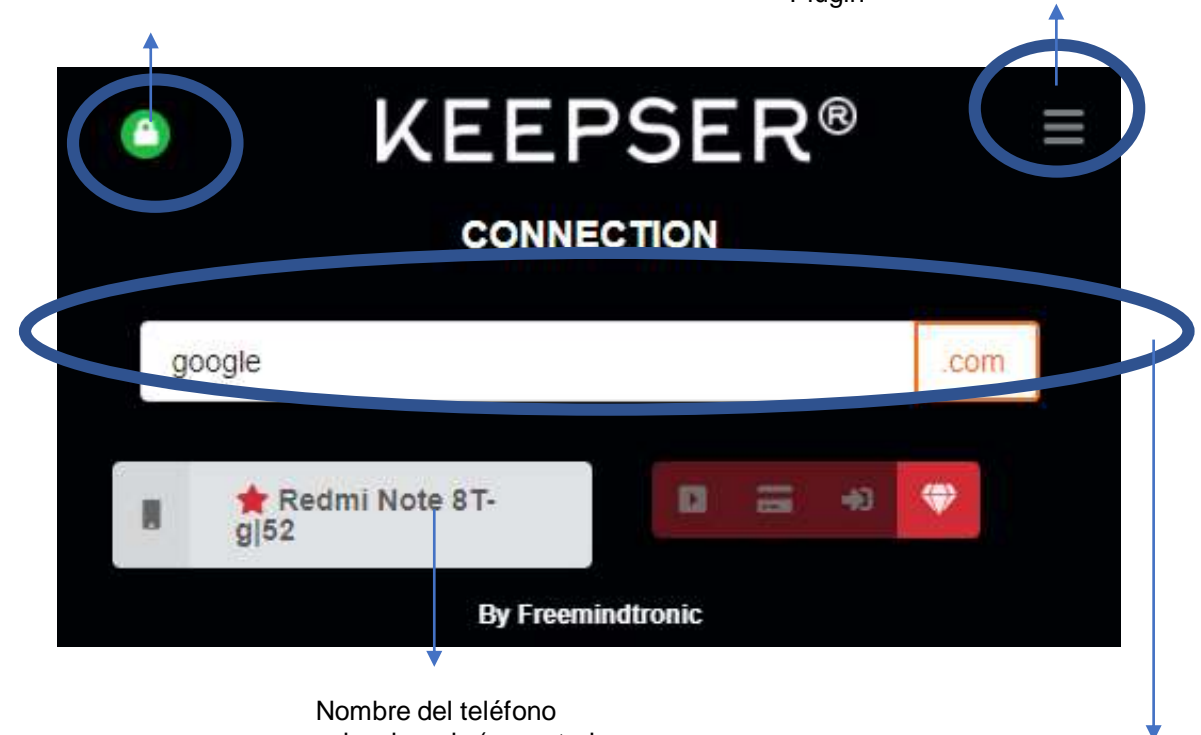 Plugin
KEEPSER®
CONNECTION
google
.com
Redmi Note 8T-
g|52
By Freemindtronic
Nombre del teléfono